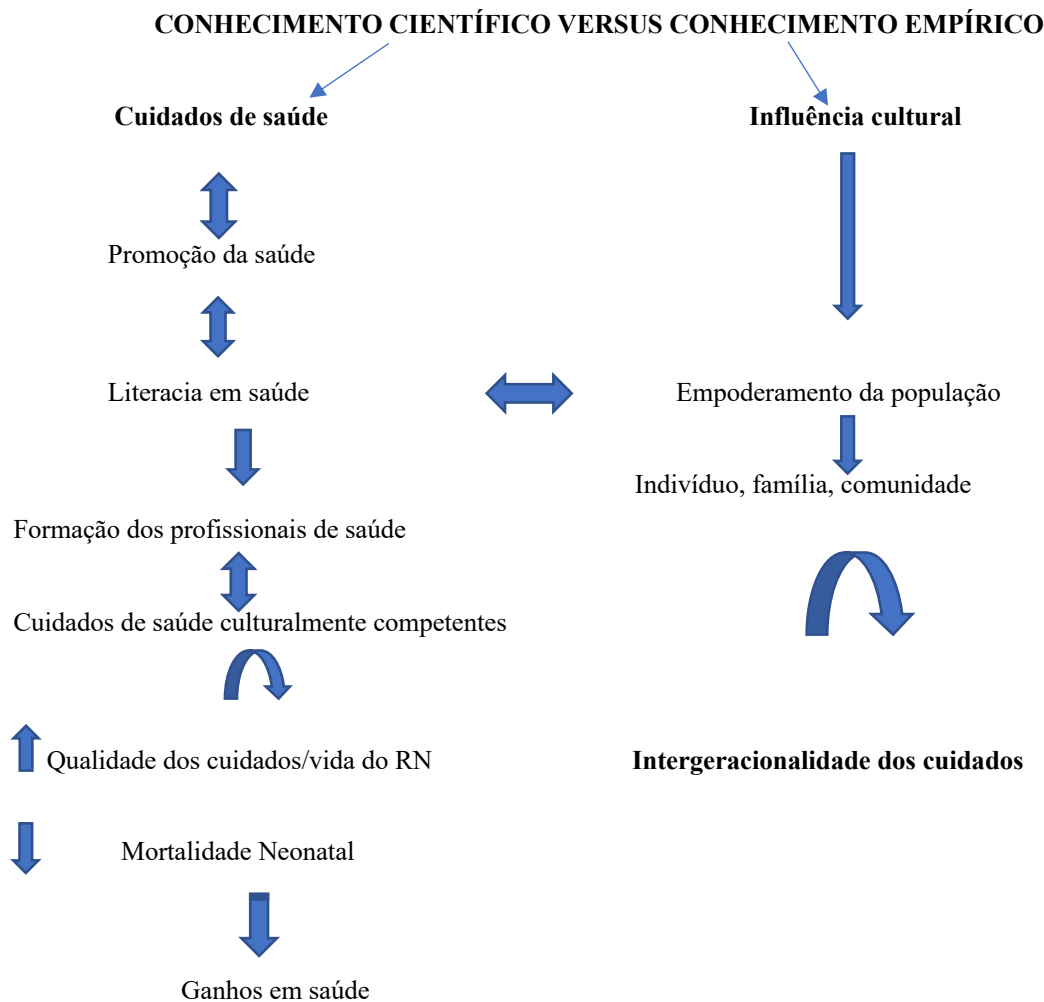 CONHECIMENTO CIENTÍFICO VERSUS CONHECIMENTO EMPÍRICO
Cuidados de saúde
Influência cultural
Promoção da saúde
Literacia em saúde
Empoderamento da população
Indivíduo, família, comunidade
Formação dos profissionais de saúde
Cuidados de saúde culturalmente competentes
Qualidade dos cuidados/vida do RN
Intergeracionalidade dos cuidados
Mortalidade Neonatal
Ganhos em saúde